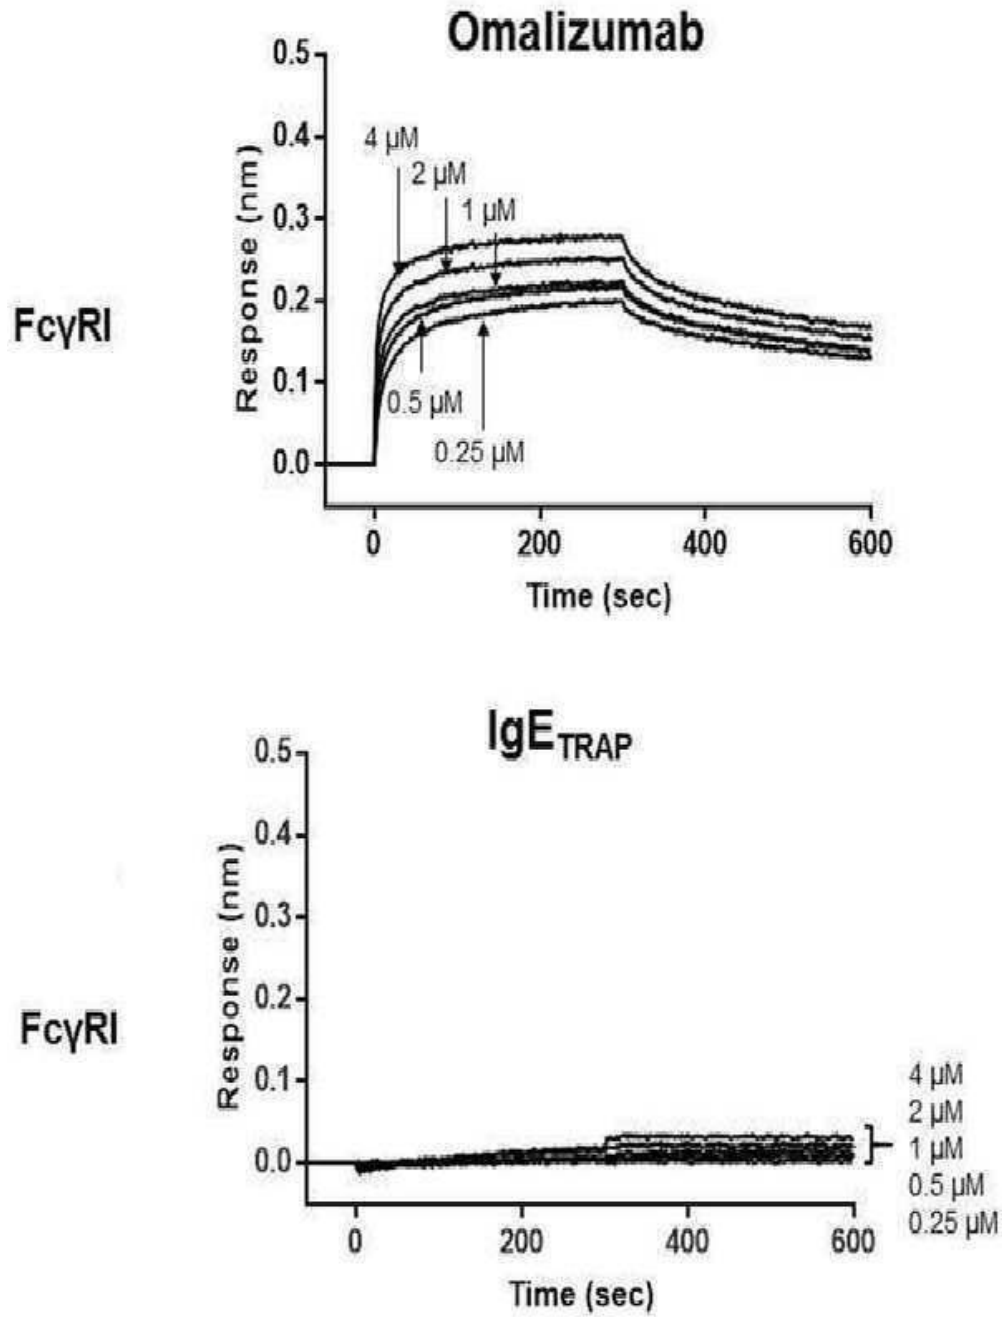 Omalizumab
FcγRI
Response (nm)
0.5
0.4
0.3
0.2
0.1
0.0
4 µM
2 µM
1 µM
0.5 µM
0.25 µM
0 200 400 600
Time (sec)
IgE TRAP
FcγRI
Response (nm)
0.5
0.4
0.3
0.2
0.1
0.0
4 µM
2 µM
1 µM
0.5 µM
0.25 µM
0 200 400 600
Time (sec)